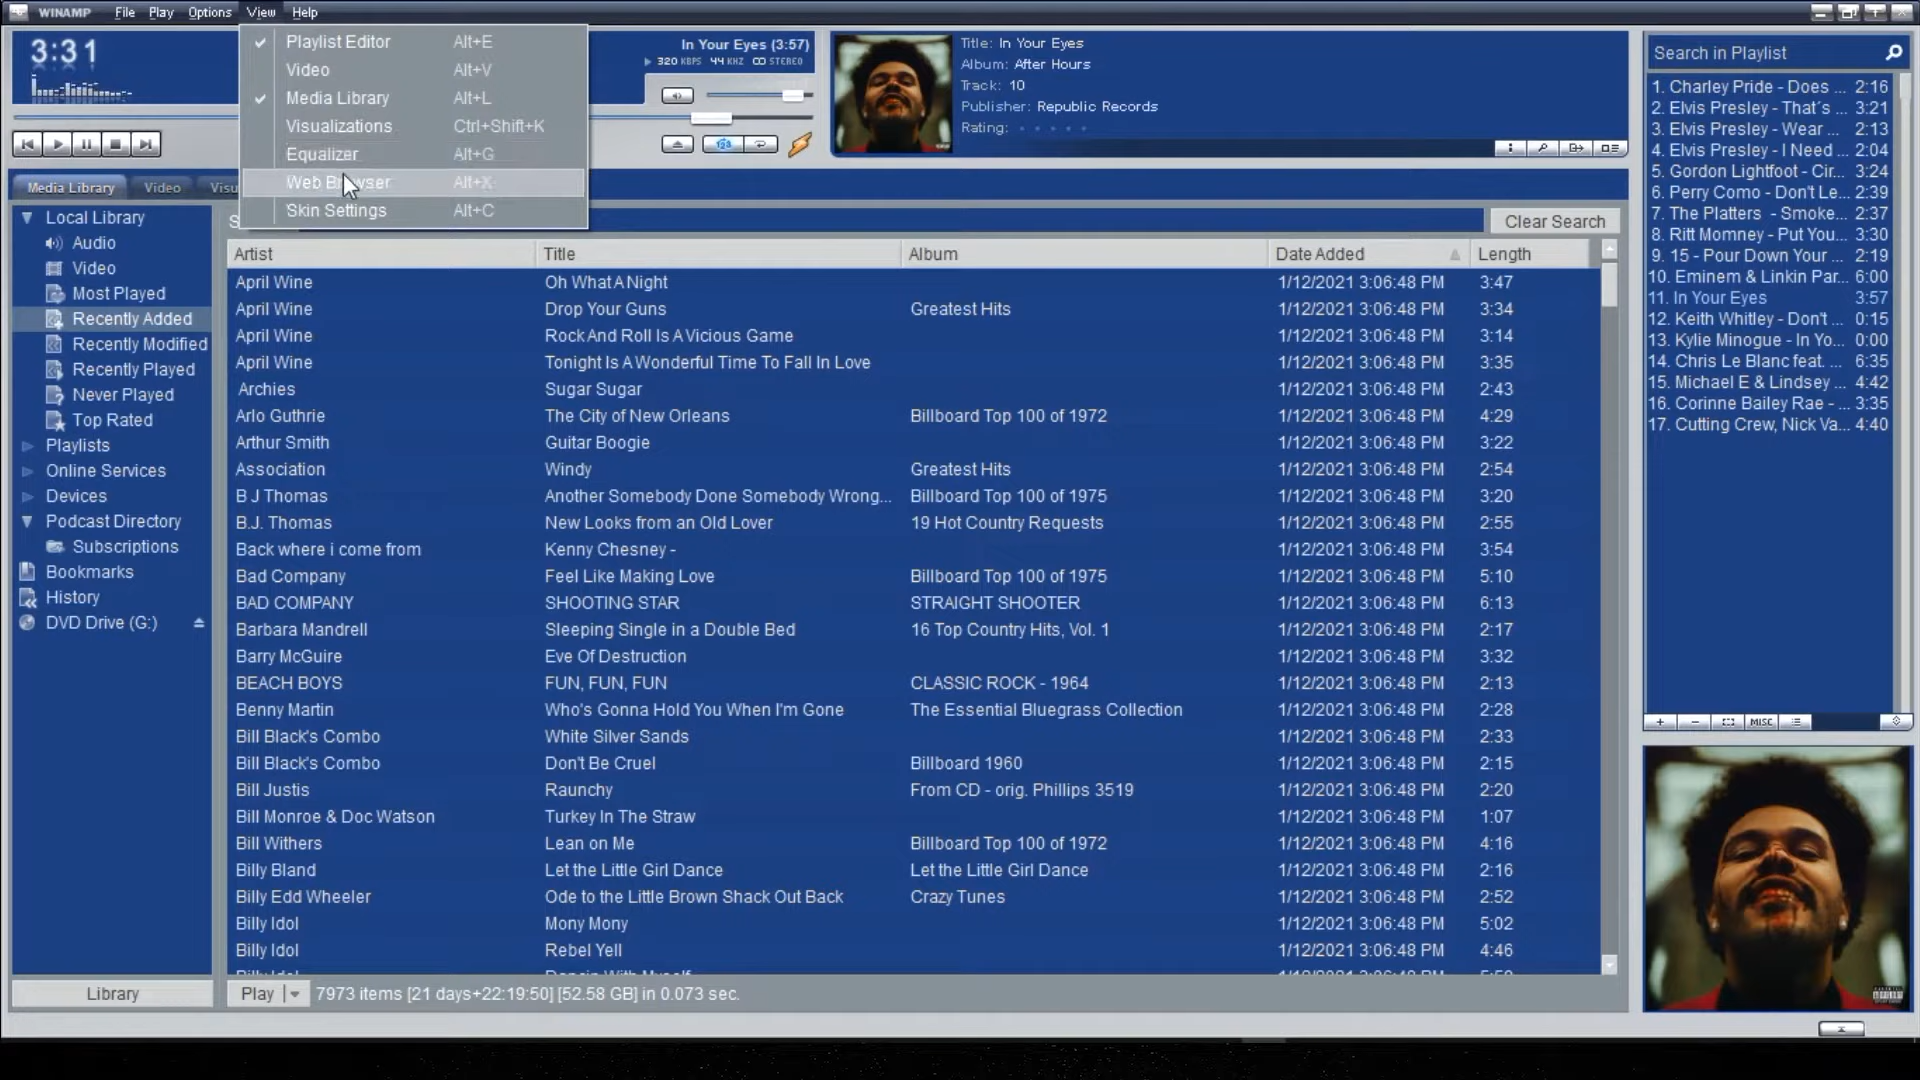 WINAMP File Play Options View Help
3:31
Playlist Editor Alt+E
Video Alt+V
Media Library Alt+L
Visualizations Ctrl+Shift+K
Equalizer Alt+G
Web Browser Alt+X
Skin Settings Alt+C
In Your Eyes (3:57)
320 KBPS 44 KHZ STEREO
Title: In Your Eyes
Album: After Hours
Track: 10
Publisher: Republic Records
Rating:
Media Library Video Visu
Local Library
Audio
Video
Most Played
Recently Added
Recently Modified
Recently Played
Never Played
Top Rated
Playlists
Online Services
Devices
Podcast Directory
Subscriptions
Bookmarks
History
DVD Drive (G:)
Library
Clear Search
Artist Title Album Date Added Length
April Wine Oh What A Night 1/12/2021 3:06:48 PM 3:47
April Wine Drop Your Guns Greatest Hits 1/12/2021 3:06:48 PM 3:34
April Wine Rock And Roll Is A Vicious Game 1/12/2021 3:06:48 PM 3:14
April Wine Tonight Is A Wonderful Time To Fall In Love 1/12/2021 3:06:48 PM 3:35
Archies Sugar Sugar 1/12/2021 3:06:48 PM 2:43
Arlo Guthrie The City of New Orleans Billboard Top 100 of 1972 1/12/2021 3:06:48 PM 4:29
Arthur Smith Guitar Boogie 1/12/2021 3:06:48 PM 3:22
Association Windy Greatest Hits 1/12/2021 3:06:48 PM 2:54
B J Thomas Another Somebody Done Somebody Wrong... Billboard Top 100 of 1975 1/12/2021 3:06:48 PM 3:20
B.J. Thomas New Looks from an Old Lover 19 Hot Country Requests 1/12/2021 3:06:48 PM 2:55
Back where i come from Kenny Chesney - 1/12/2021 3:06:48 PM 3:54
Bad Company Feel Like Making Love Billboard Top 100 of 1975 1/12/2021 3:06:48 PM 5:10
BAD COMPANY SHOOTING STAR STRAIGHT SHOOTER 1/12/2021 3:06:48 PM 6:13
Barbara Mandrell Sleeping Single in a Double Bed 16 Top Country Hits, Vol. 1 1/12/2021 3:06:48 PM 2:17
Barry McGuire Eve Of Destruction 1/12/2021 3:06:48 PM 3:32
BEACH BOYS FUN, FUN, FUN CLASSIC ROCK - 1964 1/12/2021 3:06:48 PM 2:13
Benny Martin Who's Gonna Hold You When I'm Gone The Essential Bluegrass Collection 1/12/2021 3:06:48 PM 2:28
Bill Black's Combo White Silver Sands 1/12/2021 3:06:48 PM 2:33
Bill Black's Combo Don't Be Cruel Billboard 1960 1/12/2021 3:06:48 PM 2:15
Bill Justis Raunchy From CD - orig. Phillips 3519 1/12/2021 3:06:48 PM 2:20
Bill Monroe & Doc Watson Turkey In The Straw 1/12/2021 3:06:48 PM 1:07
Bill Withers Lean on Me Billboard Top 100 of 1972 1/12/2021 3:06:48 PM 4:16
Billy Bland Let the Little Girl Dance Let the Little Girl Dance 1/12/2021 3:06:48 PM 2:16
Billy Edd Wheeler Ode to the Little Brown Shack Out Back Crazy Tunes 1/12/2021 3:06:48 PM 2:52
Billy Idol Mony Mony 1/12/2021 3:06:48 PM 5:02
Billy Idol Rebel Yell 1/12/2021 3:06:48 PM 4:46
Play 7973 items [21 days+22:19:50] [52.58 GB] in 0.073 sec.
Search in Playlist
1. Charley Pride - Does ... 2:16
2. Elvis Presley - That´s ... 3:21
3. Elvis Presley - Wear ... 2:13
4. Elvis Presley - I Need ... 2:04
5. Gordon Lightfoot - Cir... 3:24
6. Perry Como - Don't Le... 2:39
7. The Platters - Smoke... 2:37
8. Ritt Momney - Put You... 3:30
9. 15 - Pour Down Your ... 2:19
10. Eminem & Linkin Par... 6:00
11. In Your Eyes 3:57
12. Keith Whitley - Don't ... 0:15
13. Kylie Minogue - In Yo... 0:00
14. Chris Le Blanc feat. ... 6:35
15. Michael E & Lindsey ... 4:42
16. Corinne Bailey Rae - ... 3:35
17. Cutting Crew, Nick Va... 4:40
MISC